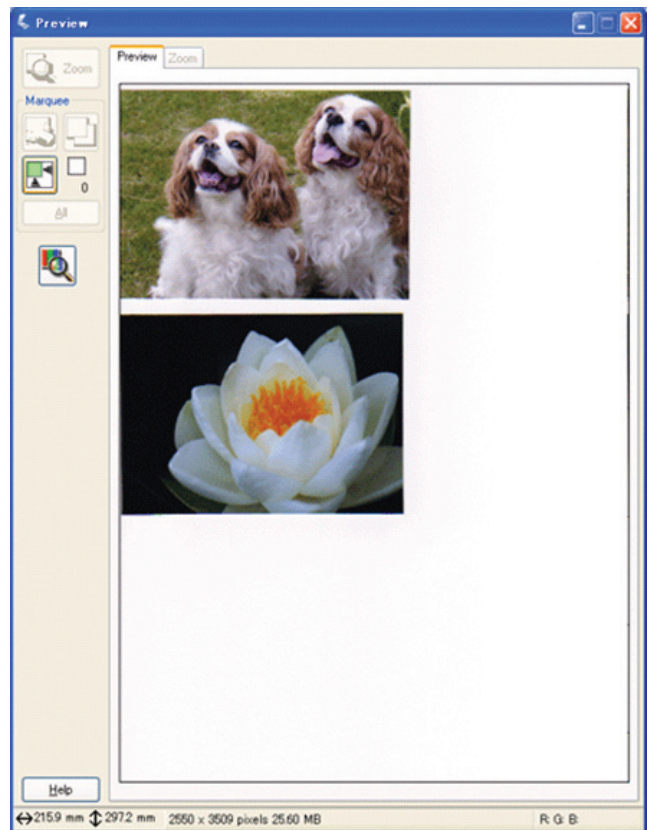 Preview
Zoom
Preview Zoom
Marquee
0
All
Help
215.9 mm 297.2 mm 2550 x 3509 pixels 25.60 MB R: G: B: